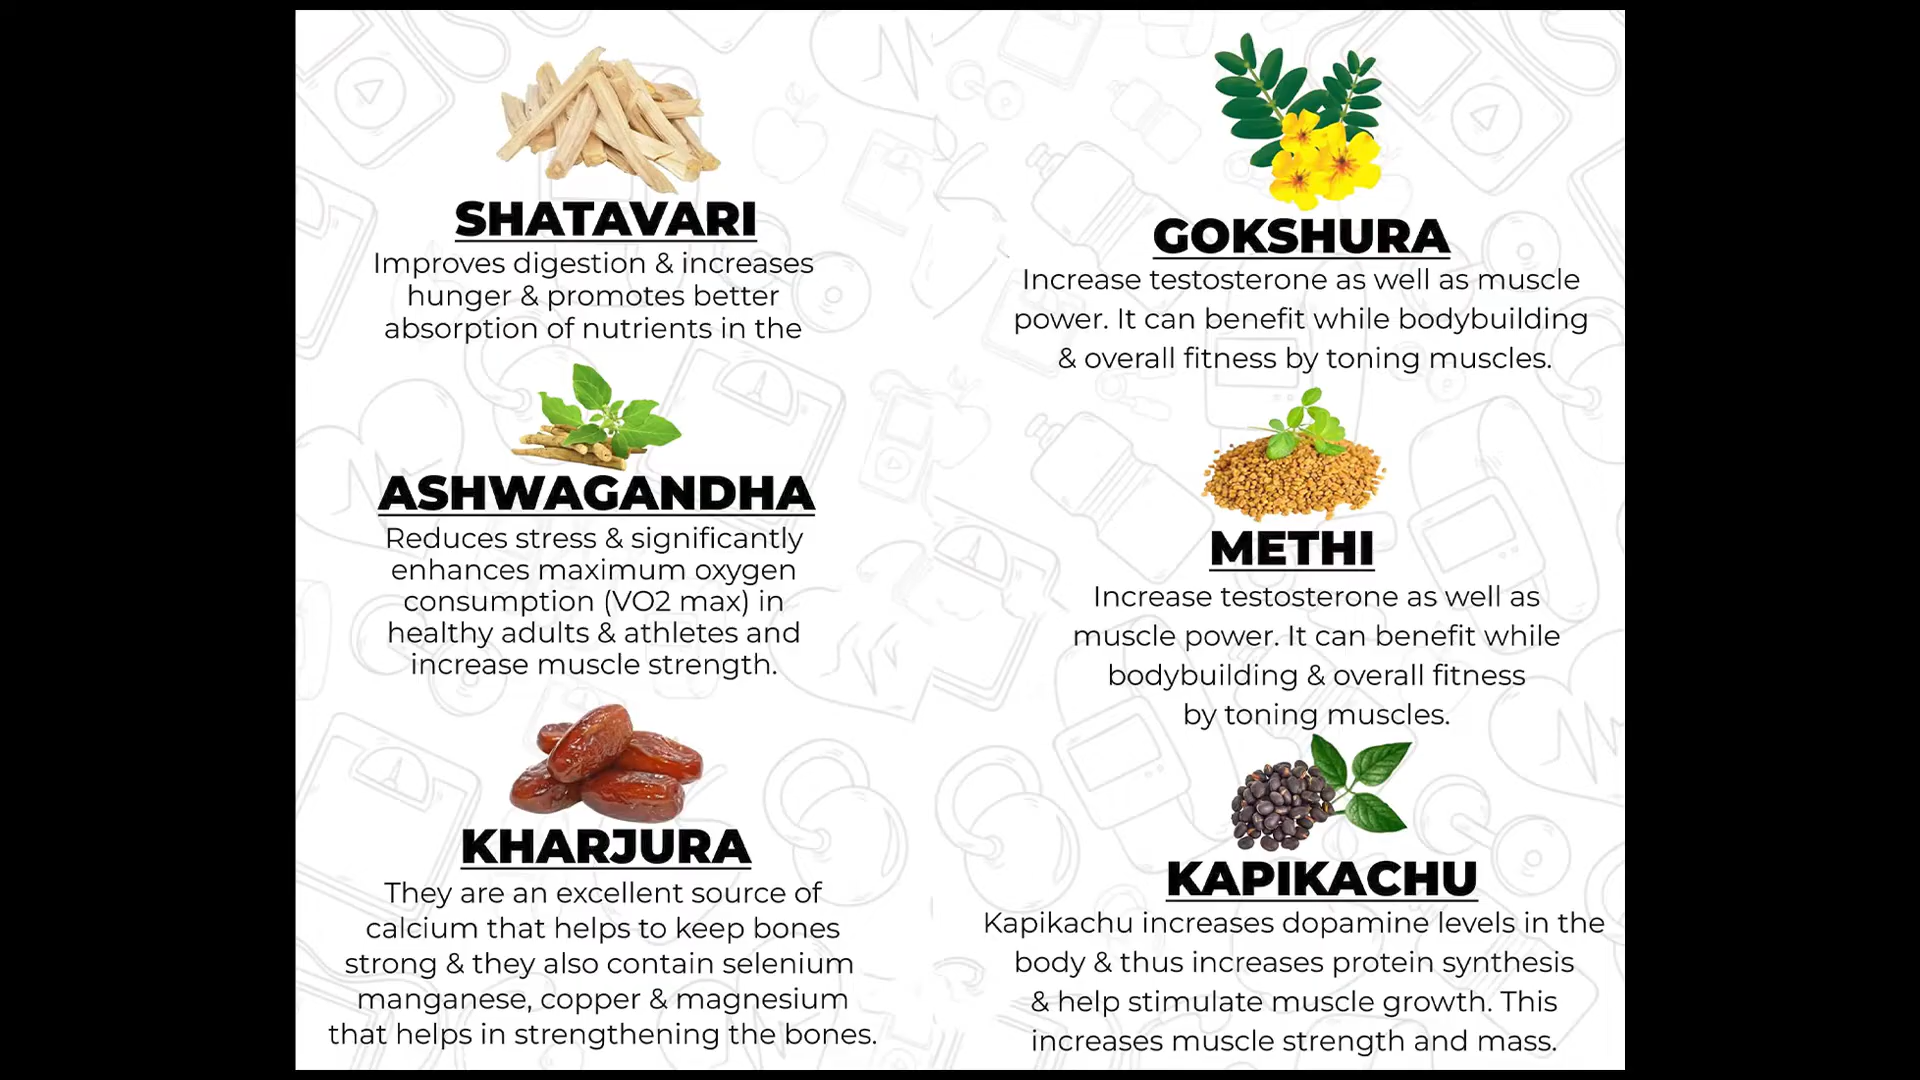 SHATAVARI
Improves digestion & increases
hunger & promotes better
absorption of nutrients in the
ASHWAGANDHA
Reduces stress & significantly
enhances maximum oxygen
consumption (VO2 max) in
healthy adults & athletes and
increase muscle strength.
KHARJURA
They are an excellent source of
calcium that helps to keep bones
strong & they also contain selenium
manganese, copper & magnesium
that helps in strengthening the bones.
GOKSHURA
Increase testosterone as well as muscle
power. It can benefit while bodybuilding
& overall fitness by toning muscles.
METHI
Increase testosterone as well as
muscle power. It can benefit while
bodybuilding & overall fitness
by toning muscles.
KAPIKACHU
Kapikachu increases dopamine levels in the
body & thus increases protein synthesis
& help stimulate muscle growth. This
increases muscle strength and mass.